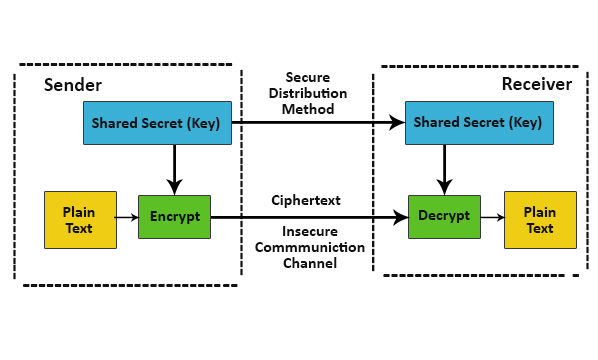 Sender
Receiver
Secure
Distribution
Method
Shared Secret (Key)
Shared Secret (Key)
Plain
Text
Encrypt
Ciphertext
Insecure
Commmuniction
Channel
Decrypt
Plain
Text